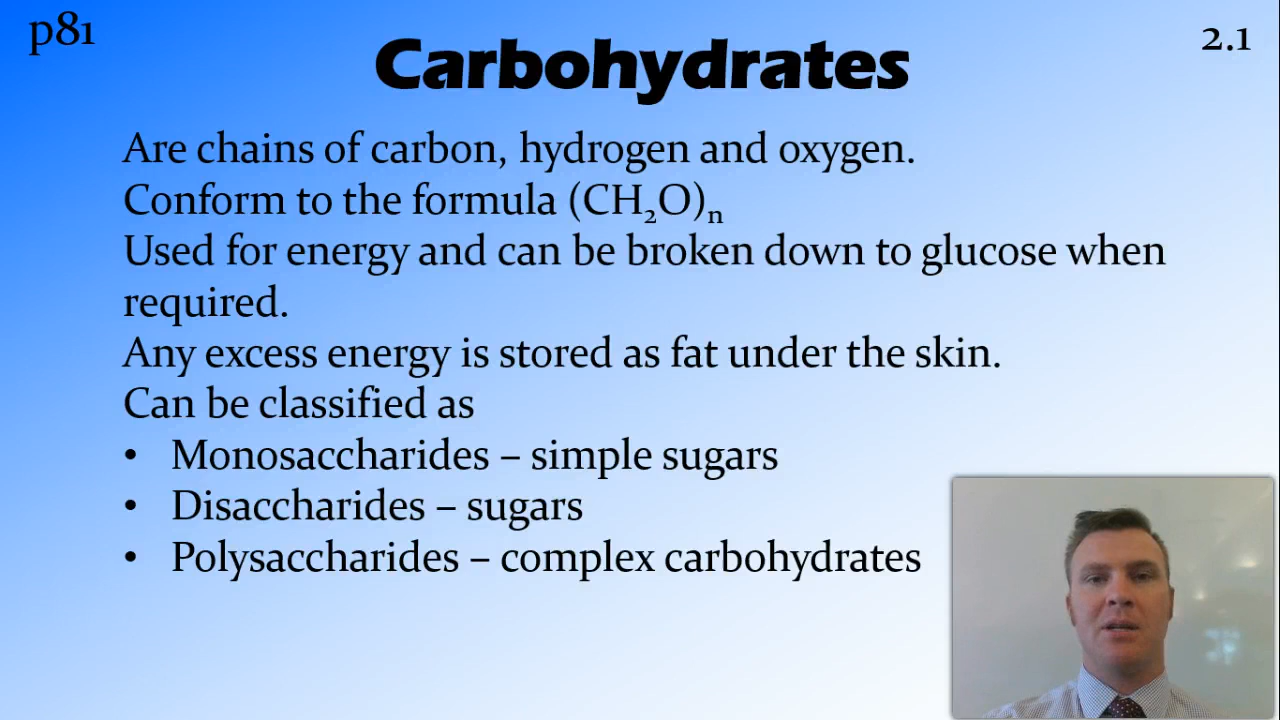 p81
2.1
Carbohydrates
Are chains of carbon, hydrogen and oxygen.
Conform to the formula (CH₂O)ₙ
Used for energy and can be broken down to glucose when
required.
Any excess energy is stored as fat under the skin.
Can be classified as
• Monosaccharides – simple sugars
• Disaccharides – sugars
• Polysaccharides – complex carbohydrates